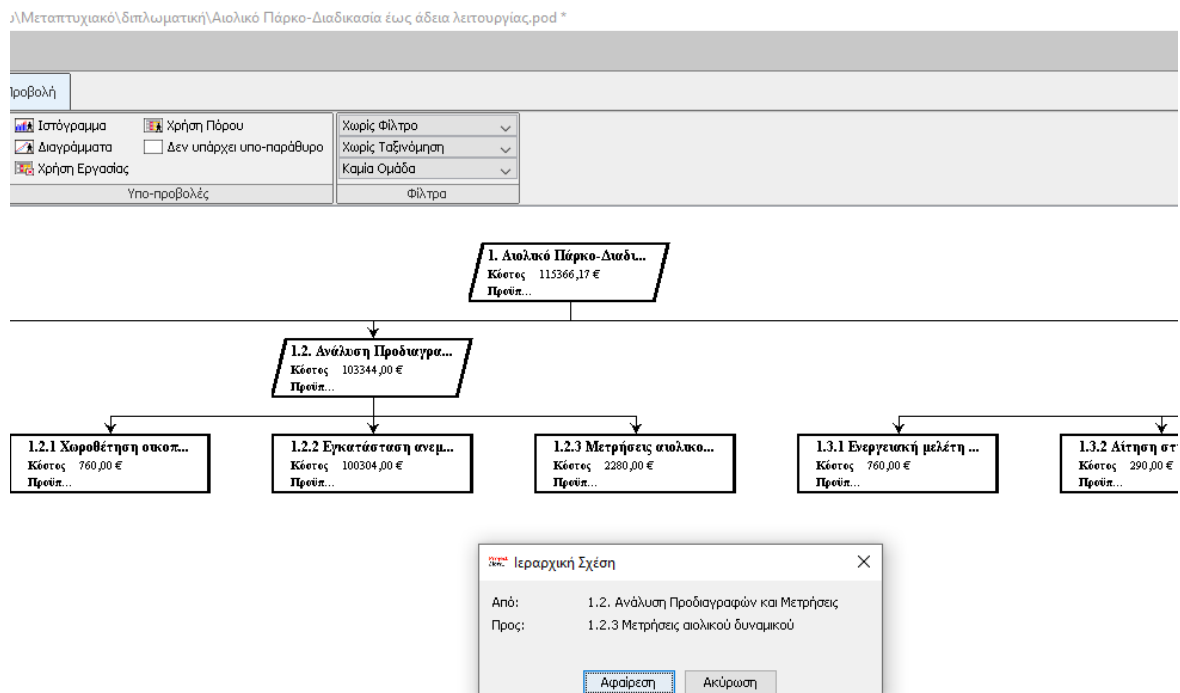 \Μεταπτυχιακό\διπλωματική\Αιολικό Πάρκο-Διαδικασία έως άδεια λειτουργίας.pod *
Προβολή
Ιστόγραμμα Χρήση Πόρου
Διαγράμματα Δεν υπάρχει υπο-παράθυρο
Χρήση Εργασίας
Υπο-προβολές
Χωρίς Φίλτρο
Χωρίς Ταξινόμηση
Καμία Ομάδα
Φίλτρα
1. Αιολικό Πάρκο-Διαδι...
Κόστος 115366,17 €
Προϋπ...
1.2. Ανάλυση Προδιαγρα...
Κόστος 103344,00 €
Προϋπ...
1.2.1 Χωροθέτηση οικοπ...
Κόστος 760,00 €
Προϋπ...
1.2.2 Εγκατάσταση ανεμ...
Κόστος 100304,00 €
Προϋπ...
1.2.3 Μετρήσεις αιολικο...
Κόστος 2280,00 €
Προϋπ...
1.3.1 Ενεργειακή μελέτη ...
Κόστος 760,00 €
Προϋπ...
1.3.2 Αίτηση στ
Κόστος 290,00 €
Προϋπ...
Ιεραρχική Σχέση
Από: 1.2. Ανάλυση Προδιαγραφών και Μετρήσεις
Προς: 1.2.3 Μετρήσεις αιολικού δυναμικού
Αφαίρεση Ακύρωση